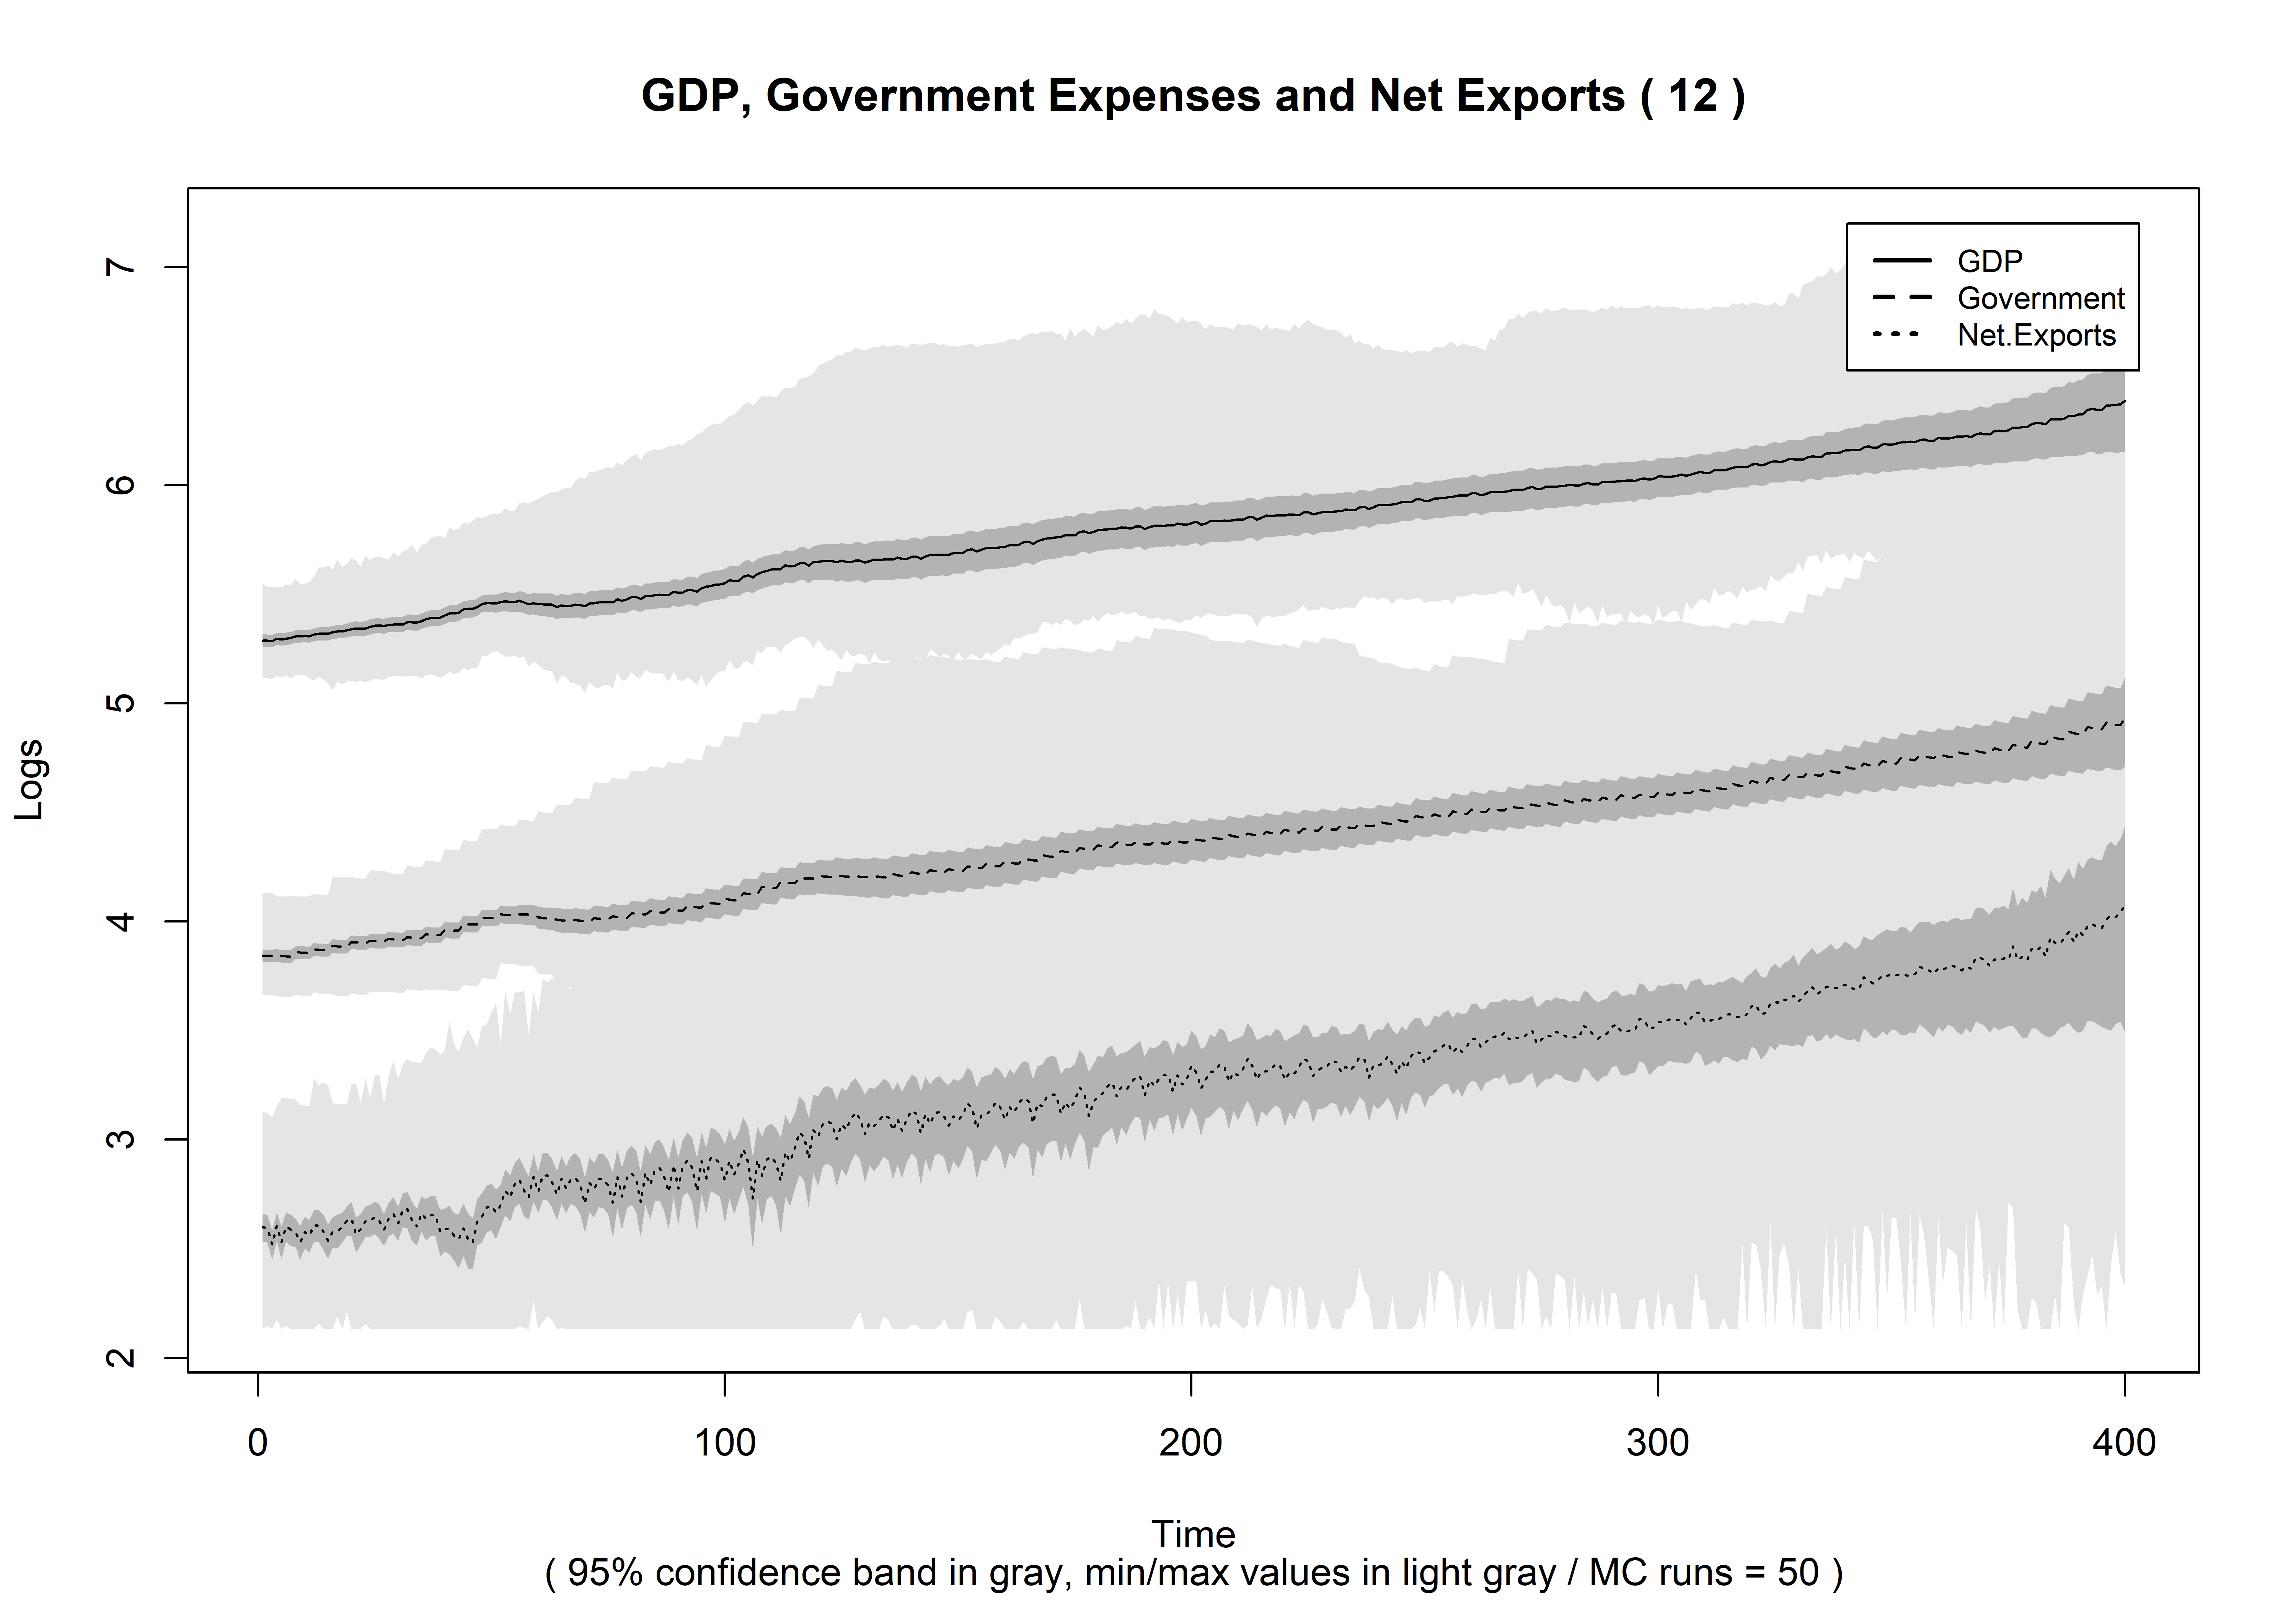 GDP, Government Expenses and Net Exports ( 12 )
GDP
Government
Net.Exports
7
6
5
4
3
2
Logs
0 100 200 300 400
Time
( 95% confidence band in gray, min/max values in light gray / MC runs = 50 )